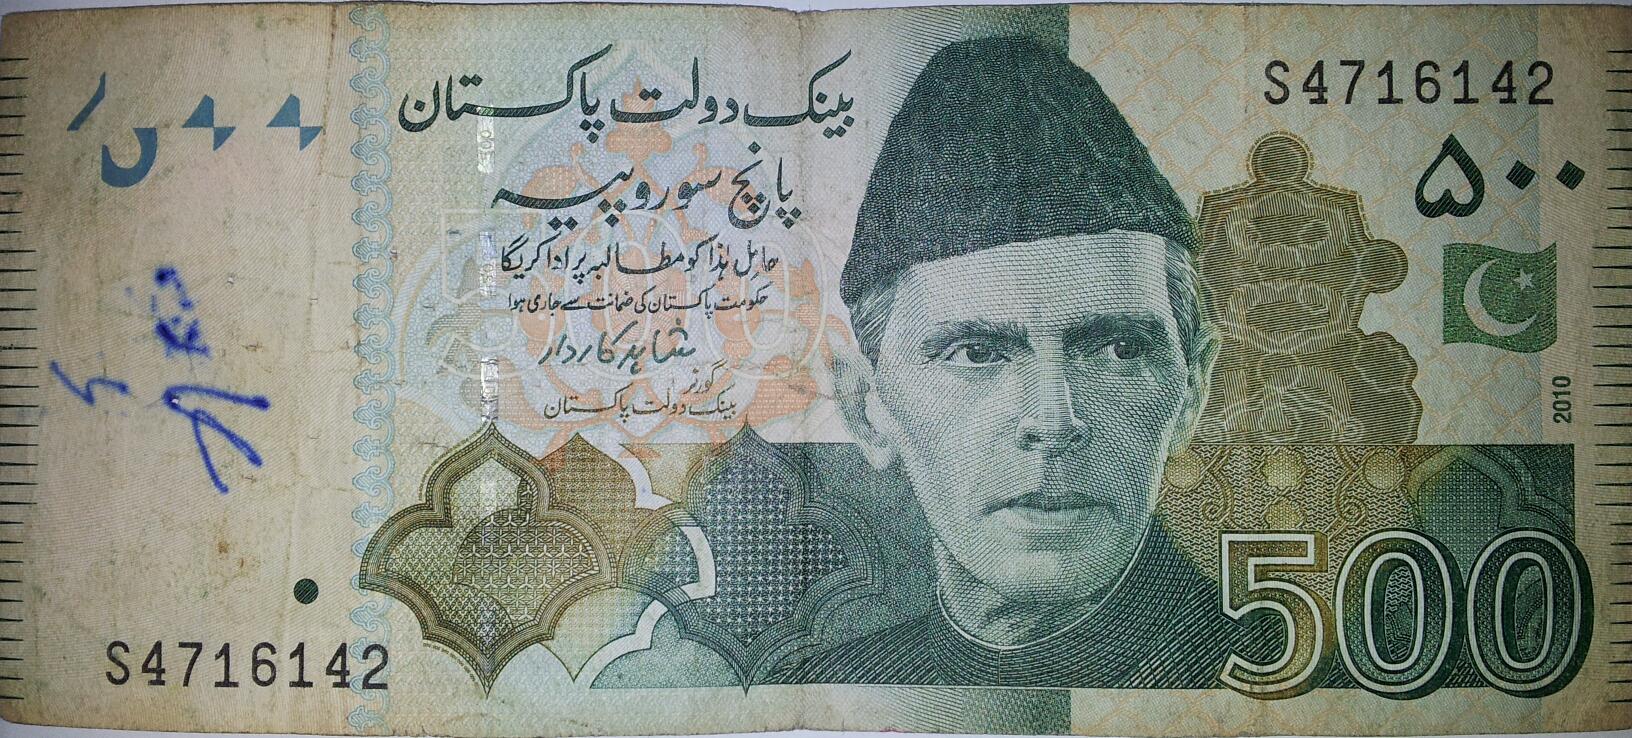 بینک دولت پاکستان
پانچ سو روپیہ
حامل ہذا کو مطالبہ پر ادا کریگا
حکومت پاکستان کی ضمانت سے جاری ہوا
شاہد کاردار
گورنر
بینک دولت پاکستان
S4716142
۵۰۰
2010
500
S4716142